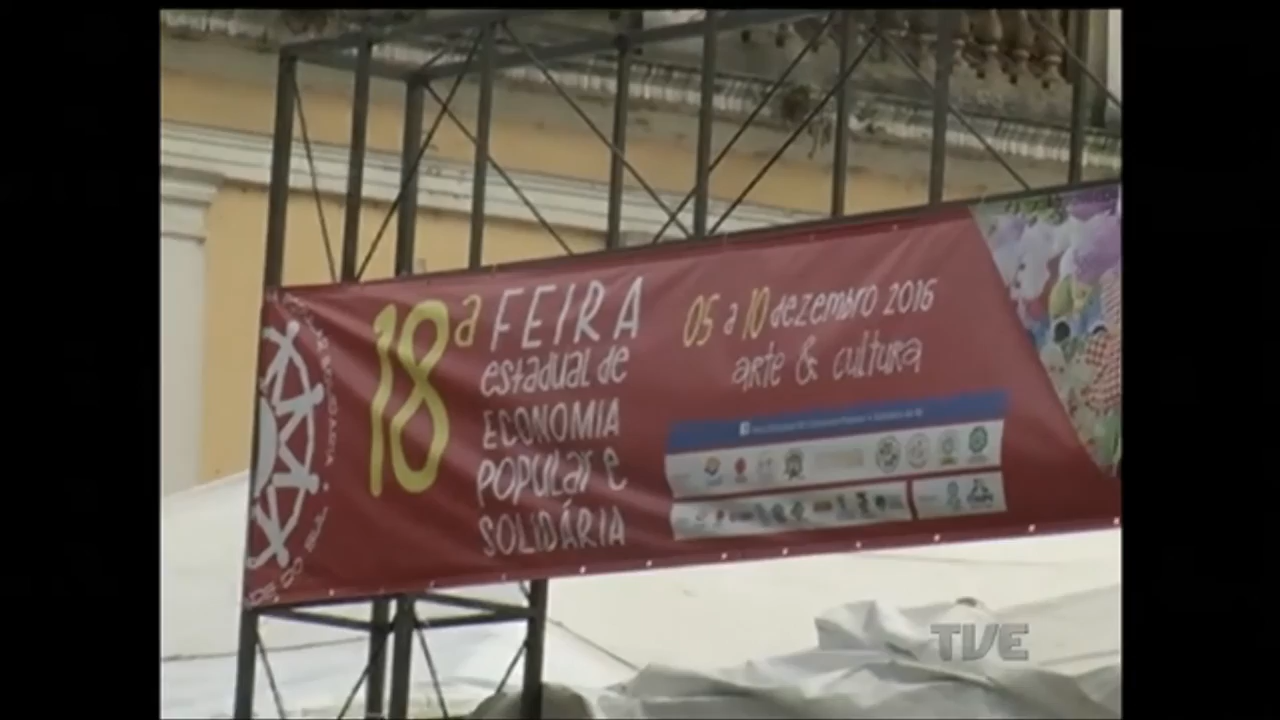 18ª FEIRA
estadual de
ECONOMIA
POPULAR e
SOLIDÁRIA
05 a 10 dezembro 2016
arte & cultura
TVE